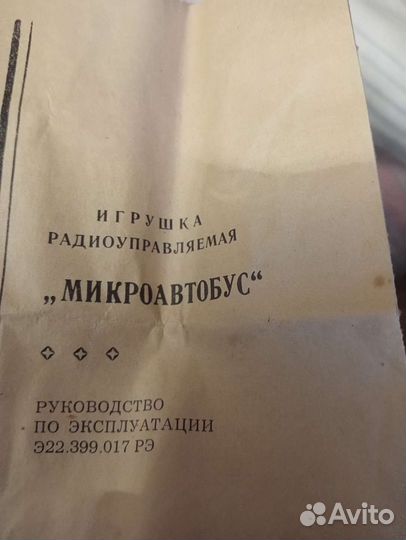 ИГРУШКА
РАДИОУПРАВЛЯЕМАЯ
„МИКРОАВТОБУС“
РУКОВОДСТВО
ПО ЭКСПЛУАТАЦИИ
Э22.399.017 РЭ
Avito